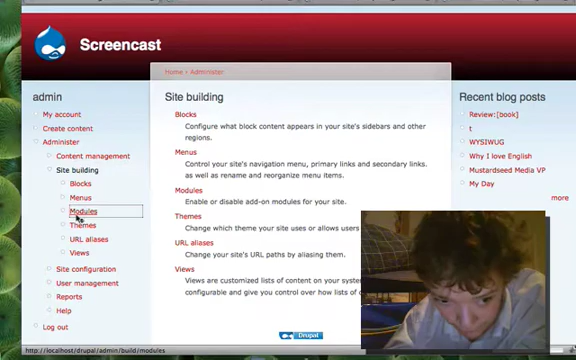 Screencast
Home › Administer
admin
My account
Create content
Administer
Content management
Site building
Blocks
Menus
Modules
Themes
URL aliases
Views
Site configuration
User management
Reports
Help
Log out
Site building
Blocks
Configure what block content appears in your site's sidebars and other
regions.
Menus
Control your site's navigation menu, primary links and secondary links.
as well as rename and reorganize menu items.
Modules
Enable or disable add-on modules for your site.
Themes
Change which theme your site uses or allows
URL aliases
Change your site's URL paths by aliasing them.
Views
Views are customized lists of content on your system
configurable and give you control over how lists of
Drupal
Recent blog posts
Review:[book]
t
WYSIWUG
Why I love English
Mustardseed Media VP
My Day
more
http://localhost/drupal/admin/build/modules